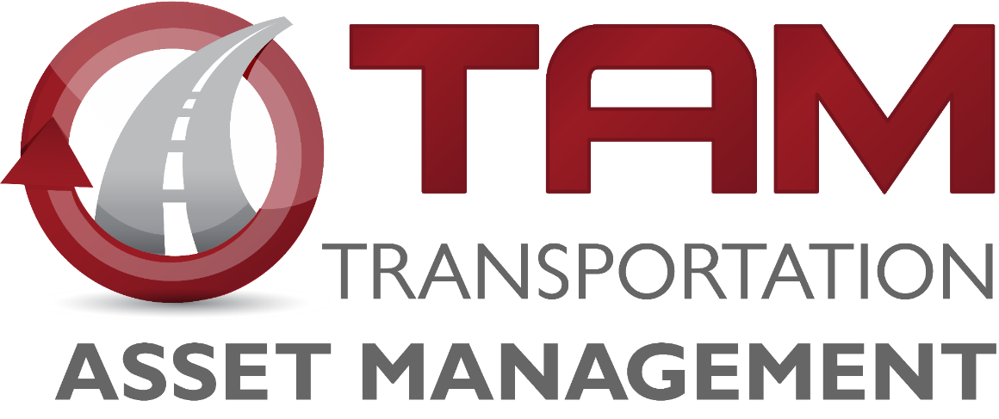 TAM
TRANSPORTATION
ASSET MANAGEMENT